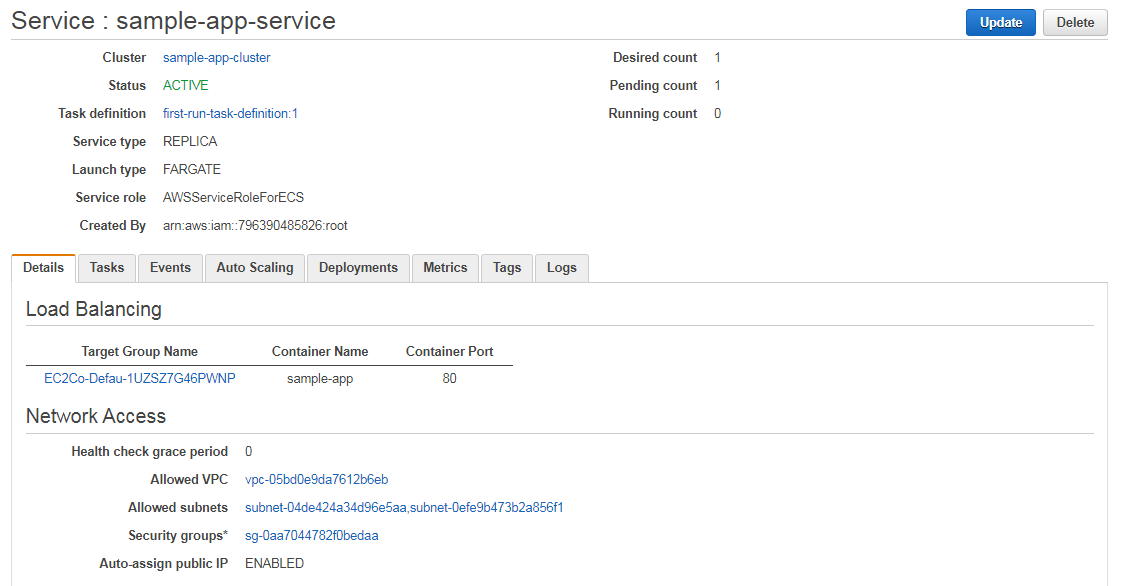 Service : sample-app-service
Update Delete
Cluster sample-app-cluster Desired count 1
Status ACTIVE Pending count 1
Task definition first-run-task-definition:1 Running count 0
Service type REPLICA
Launch type FARGATE
Service role AWSServiceRoleForECS
Created By arn:aws:iam::796390485826:root
Details Tasks Events Auto Scaling Deployments Metrics Tags Logs
Load Balancing
Target Group Name Container Name Container Port
EC2Co-Defau-1UZSZ7G46PWNP sample-app 80
Network Access
Health check grace period 0
Allowed VPC vpc-05bd0e9da7612b6eb
Allowed subnets subnet-04de424a34d96e5aa,subnet-0efe9b473b2a856f1
Security groups* sg-0aa7044782f0bedaa
Auto-assign public IP ENABLED